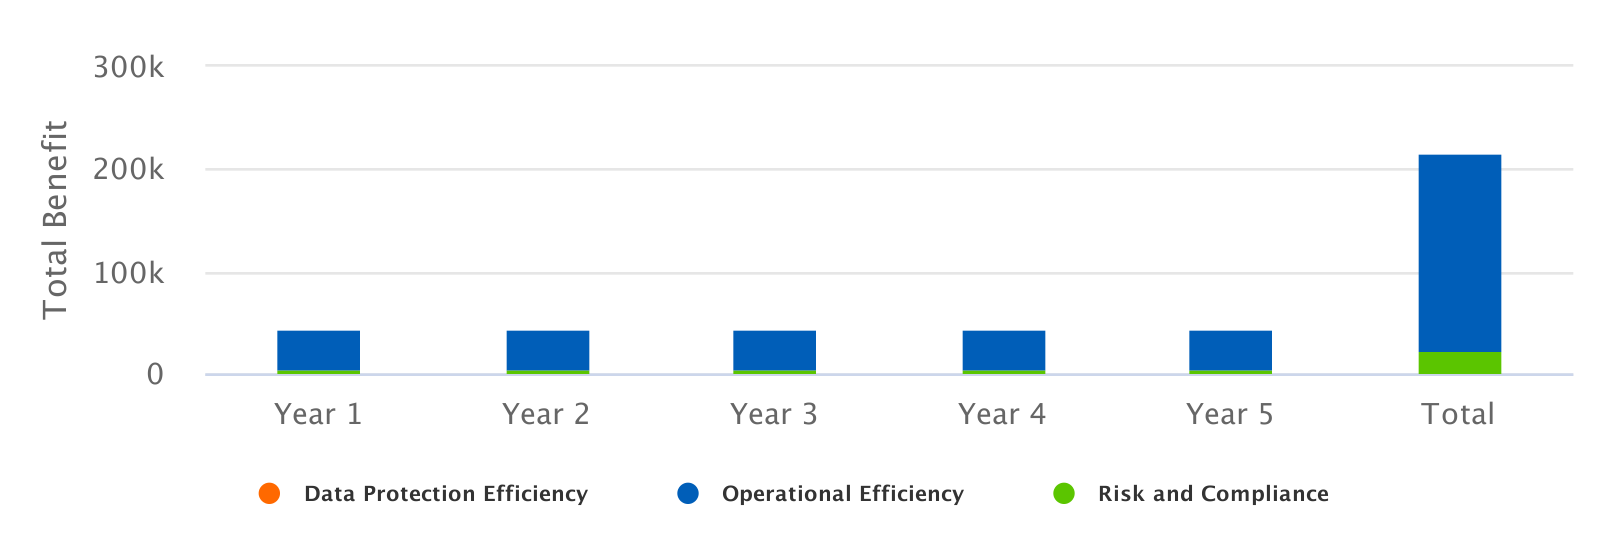 300k
200k
100k
0
Total Benefit
Year 1
Year 2
Year 3
Year 4
Year 5
Total
Data Protection Efficiency
Operational Efficiency
Risk and Compliance